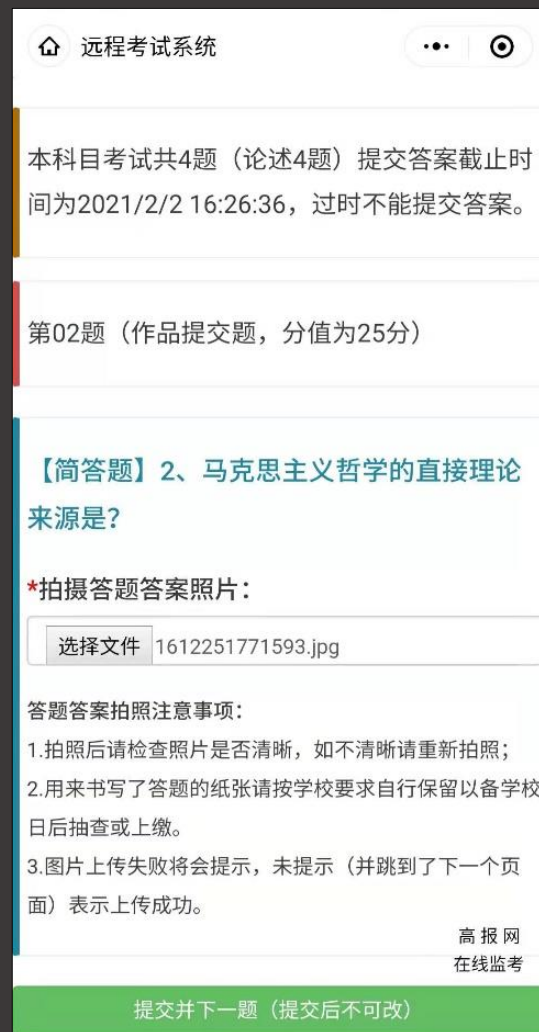 远程考试系统
本科目考试共4题（论述4题）提交答案截止时
间为2021/2/2 16:26:36，过时不能提交答案。
第02题（作品提交题，分值为25分）
【简答题】2、马克思主义哲学的直接理论
来源是？
*拍摄答题答案照片：
选择文件 1612251771593.jpg
答题答案拍照注意事项：
1.拍照后请检查照片是否清晰，如不清晰请重新拍照；
2.用来书写了答题的纸张请按学校要求自行保留以备学校
日后抽查或上缴。
3.图片上传失败将会提示，未提示（并跳到了下一个页
面）表示上传成功。
高报网
在线监考
提交并下一题（提交后不可改）